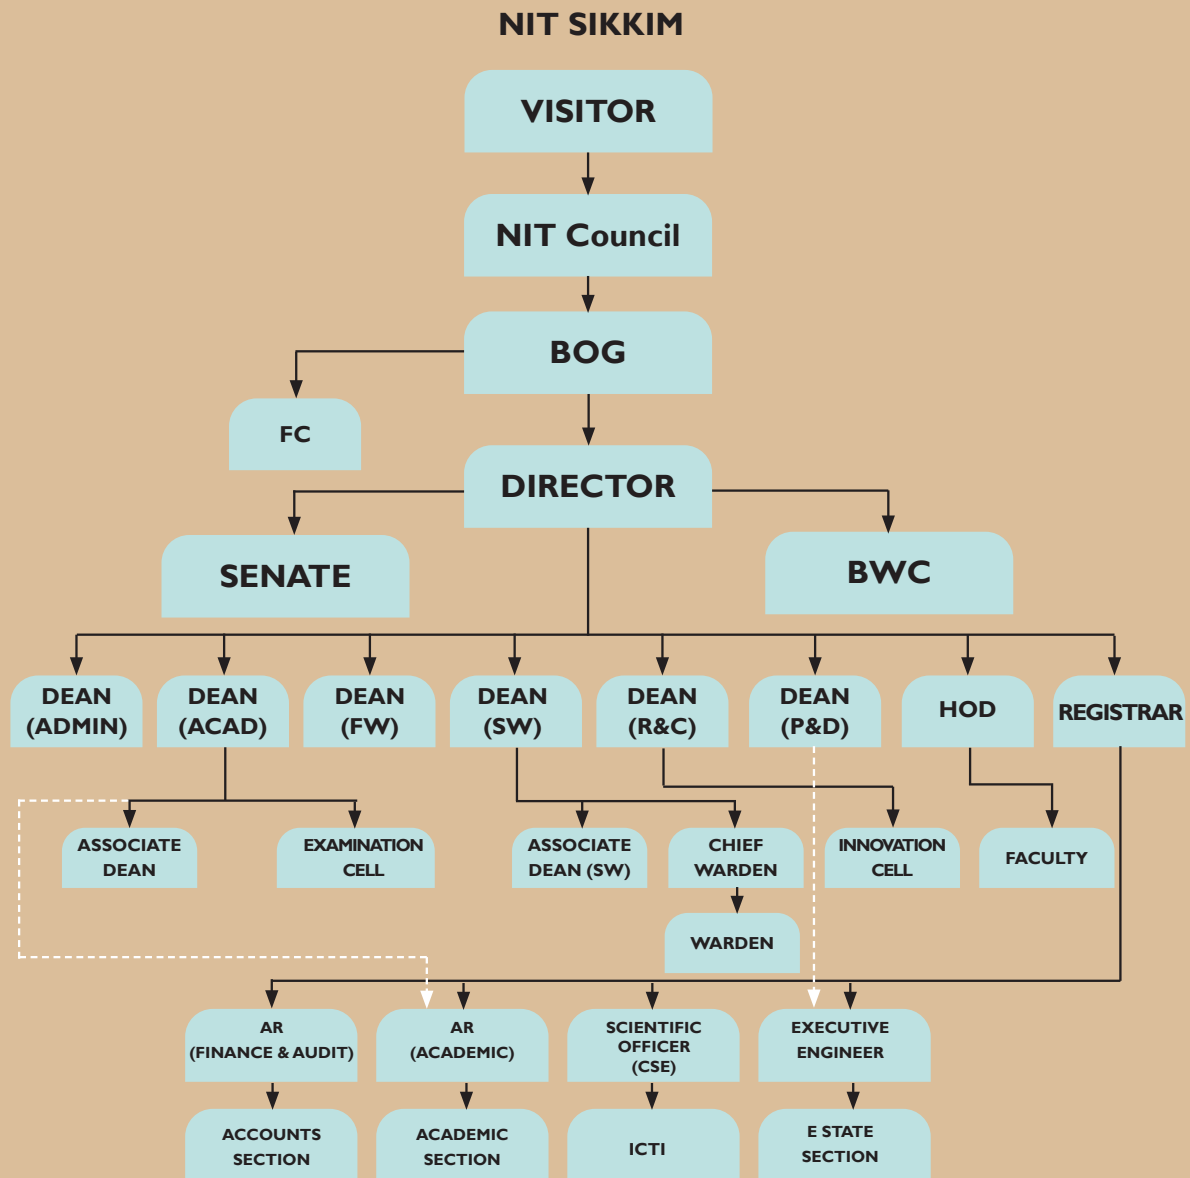 NIT SIKKIM
VISITOR
NIT Council
BOG
FC
DIRECTOR
SENATE
BWC
DEAN
(ADMIN)
DEAN
(ACAD)
DEAN
(FW)
DEAN
(SW)
DEAN
(R&C)
DEAN
(P&D)
HOD
REGISTRAR
ASSOCIATE
DEAN
EXAMINATION
CELL
ASSOCIATE
DEAN (SW)
CHIEF
WARDEN
INNOVATION
CELL
FACULTY
WARDEN
AR
(FINANCE & AUDIT)
AR
(ACADEMIC)
SCIENTIFIC
OFFICER
(CSE)
EXECUTIVE
ENGINEER
ACCOUNTS
SECTION
ACADEMIC
SECTION
ICTI
E STATE
SECTION